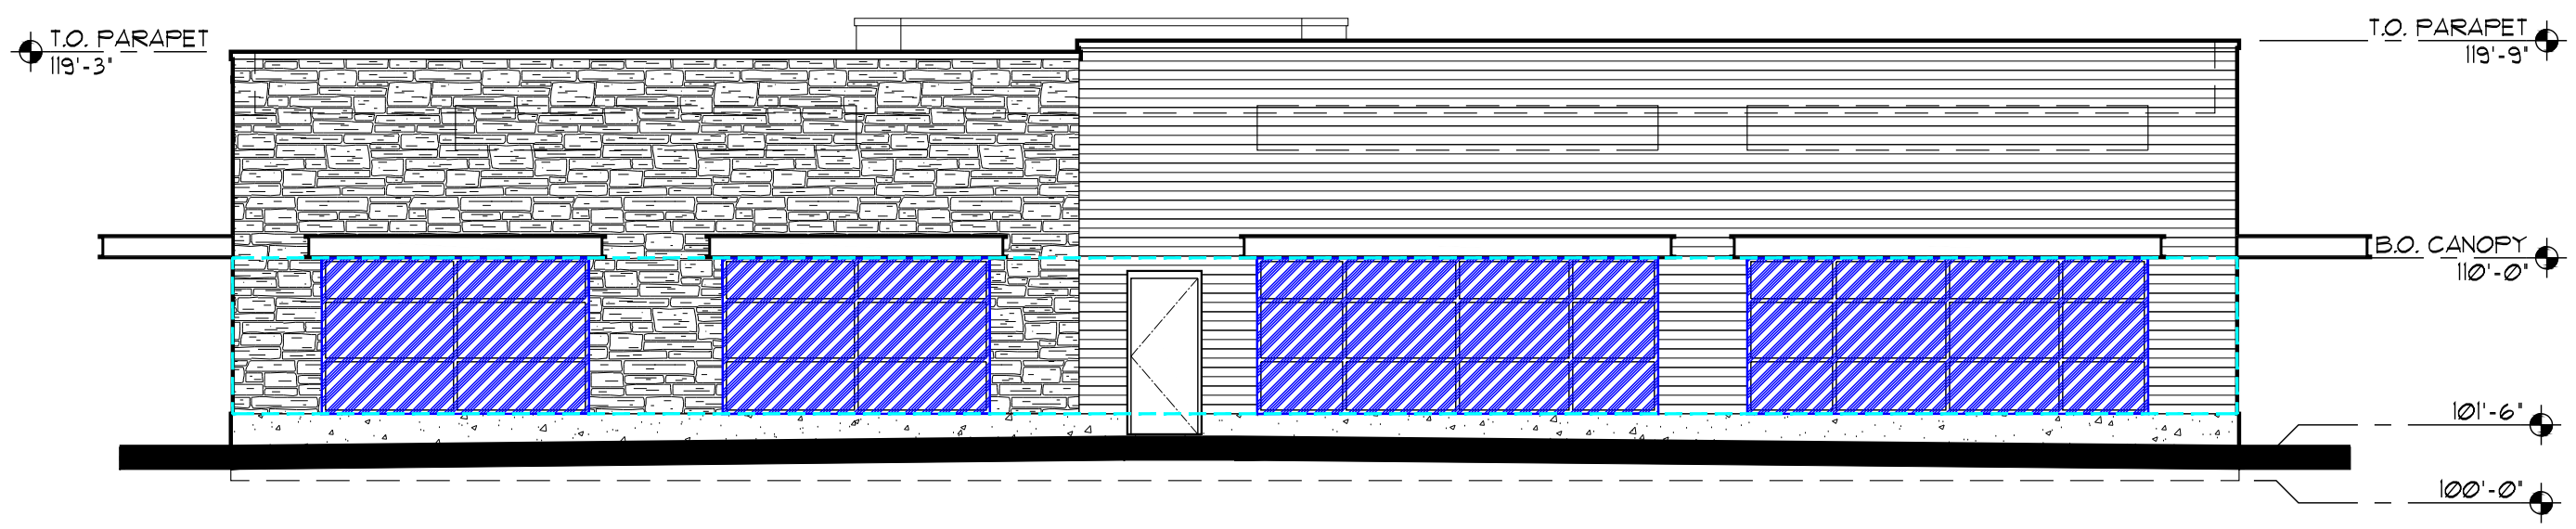 T.O. PARAPET
119'-3"
T.O. PARAPET
119'-9"
B.O. CANOPY
110'-0"
101'-6"
100'-0"